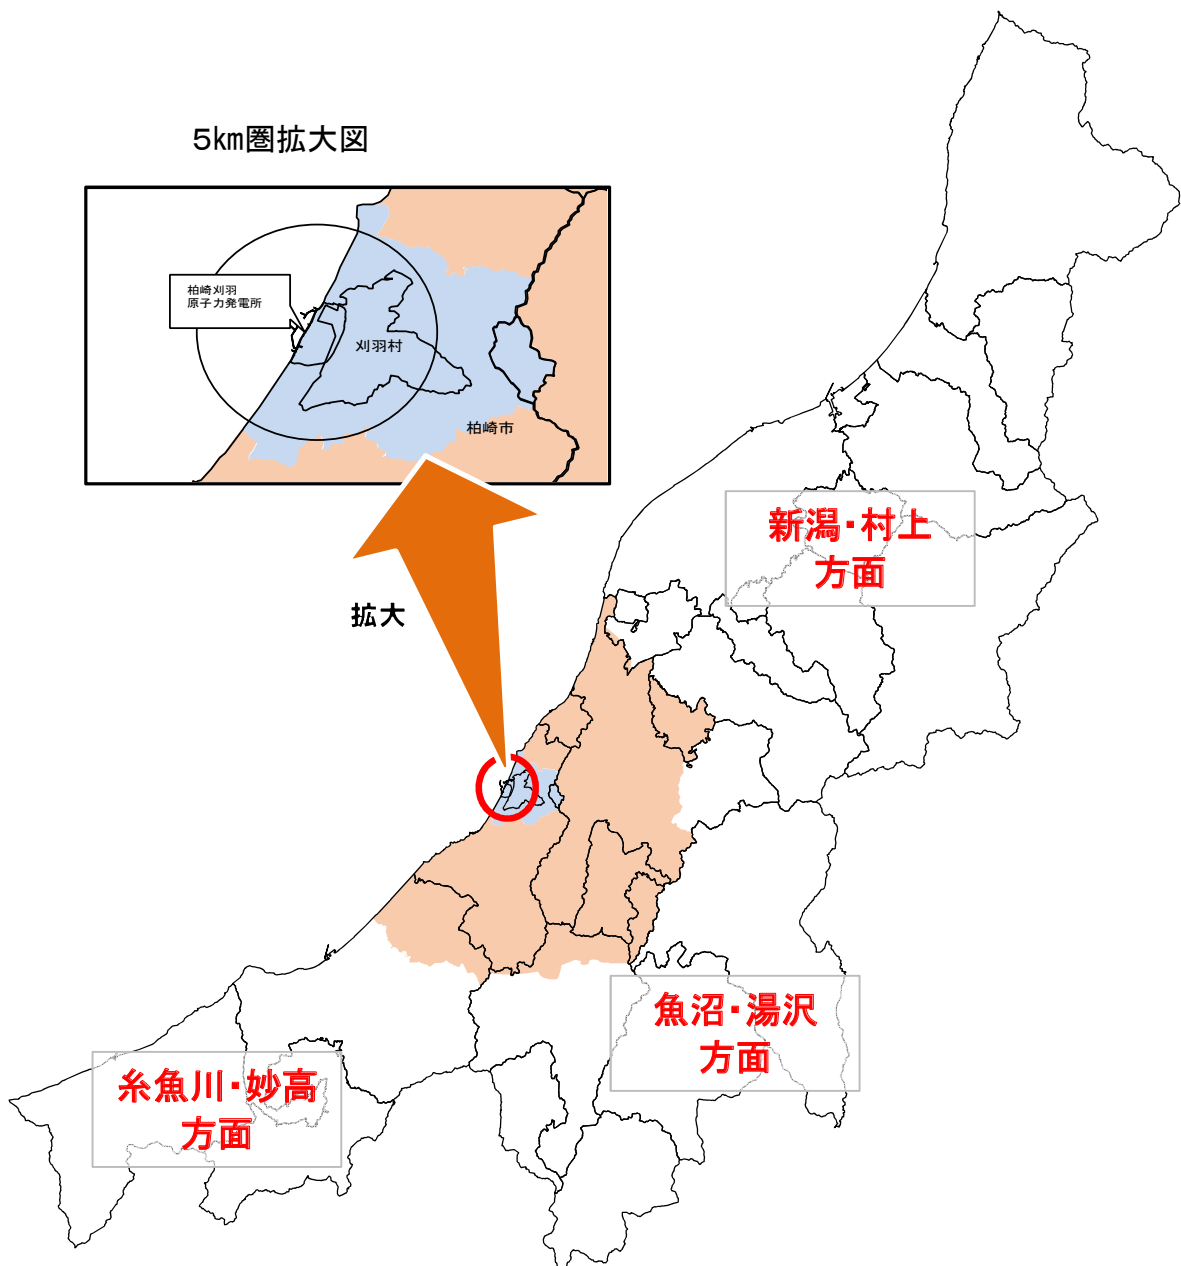 5km圏拡大図
柏崎刈羽
原子力発電所
刈羽村
柏崎市
拡大
新潟・村上
方面
魚沼・湯沢
方面
糸魚川・妙高
方面